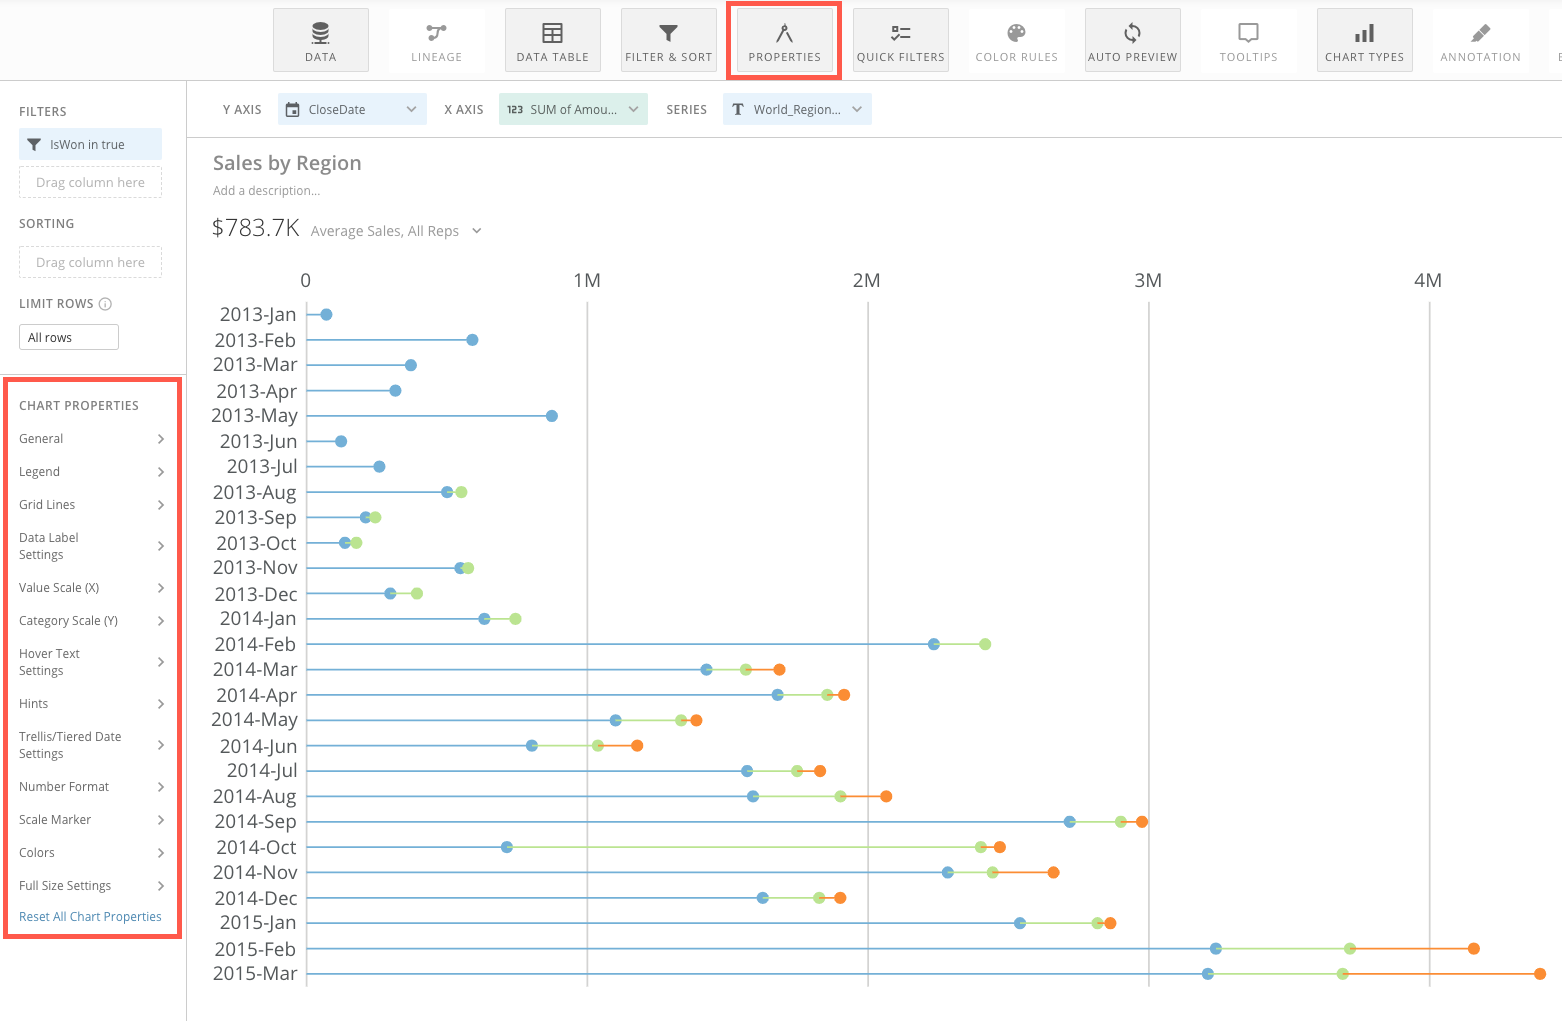 DATA
LINEAGE
DATA TABLE
FILTER & SORT
PROPERTIES
QUICK FILTERS
COLOR RULES
AUTO PREVIEW
TOOLTIPS
CHART TYPES
ANNOTATION
FILTERS
IsWon in true
Drag column here
SORTING
Drag column here
LIMIT ROWS
All rows
CHART PROPERTIES
General
Legend
Grid Lines
Data Label
Settings
Value Scale (X)
Category Scale (Y)
Hover Text
Settings
Hints
Trellis/Tiered Date
Settings
Number Format
Scale Marker
Colors
Full Size Settings
Reset All Chart Properties
Y AXIS CloseDate X AXIS 123 SUM of Amou... SERIES T World_Region...
Sales by Region
Add a description...
$783.7K Average Sales, All Reps
0 1M 2M 3M 4M
2013-Jan
2013-Feb
2013-Mar
2013-Apr
2013-May
2013-Jun
2013-Jul
2013-Aug
2013-Sep
2013-Oct
2013-Nov
2013-Dec
2014-Jan
2014-Feb
2014-Mar
2014-Apr
2014-May
2014-Jun
2014-Jul
2014-Aug
2014-Sep
2014-Oct
2014-Nov
2014-Dec
2015-Jan
2015-Feb
2015-Mar